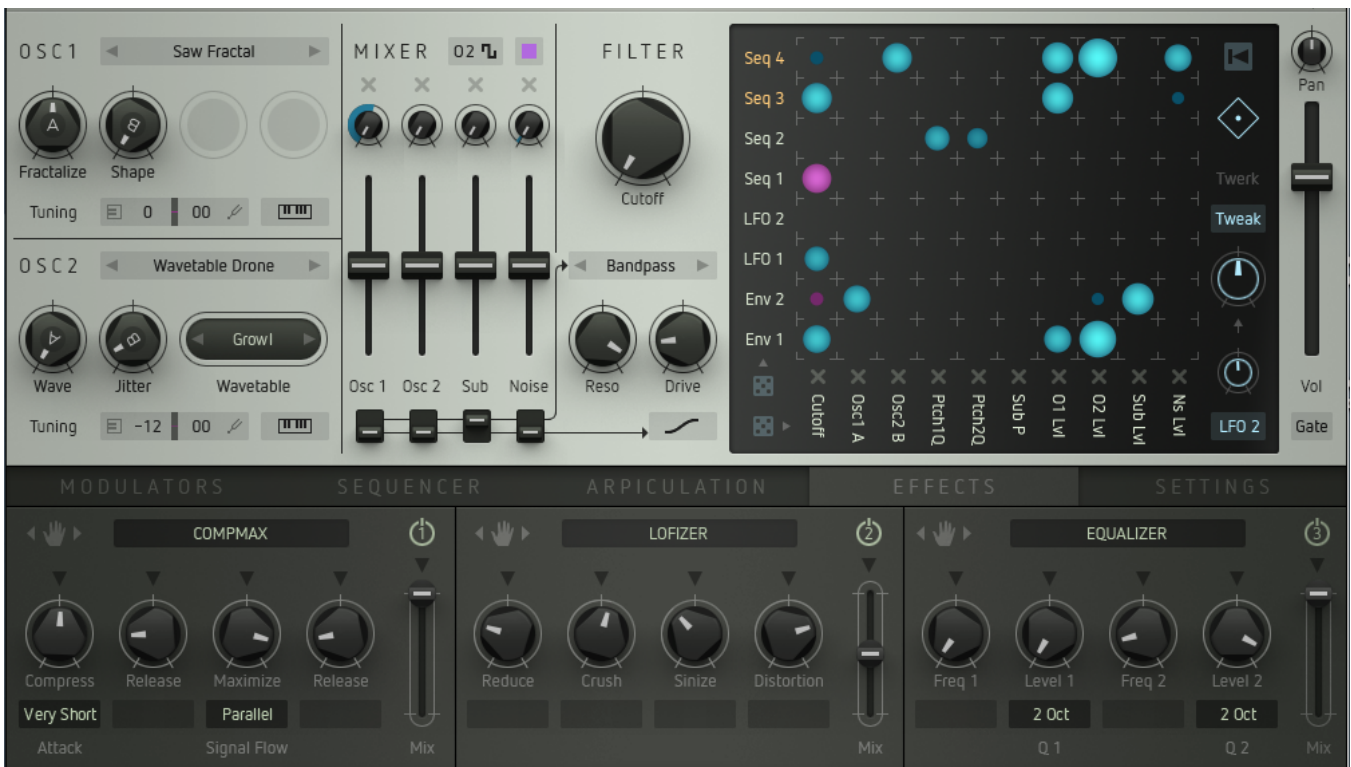 OSC1
Saw Fractal
A
B
Fractalize
Shape
Tuning
0
00
OSC2
Wavetable Drone
A
B
Growl
Wave
Jitter
Wavetable
Tuning
-12
00
MIXER
O2
Osc 1
Osc 2
Sub
Noise
FILTER
Cutoff
Bandpass
Reso
Drive
Seq 4
Seq 3
Seq 2
Seq 1
LFO 2
LFO 1
Env 2
Env 1
Cutoff
Osc1 A
Osc2 B
Ptch1Q
Ptch2Q
Sub P
O1 Lvl
O2 Lvl
Sub Lvl
Ns Lvl
Twerk
Tweak
LFO 2
Pan
Vol
Gate
MODULATORS
SEQUENCER
ARPICULATION
EFFECTS
SETTINGS
COMPMAX
1
Compress
Release
Maximize
Release
Very Short
Parallel
Attack
Signal Flow
Mix
LOFIZER
2
Reduce
Crush
Sinize
Distortion
Mix
EQUALIZER
3
Freq 1
Level 1
Freq 2
Level 2
2 Oct
2 Oct
Q 1
Q 2
Mix